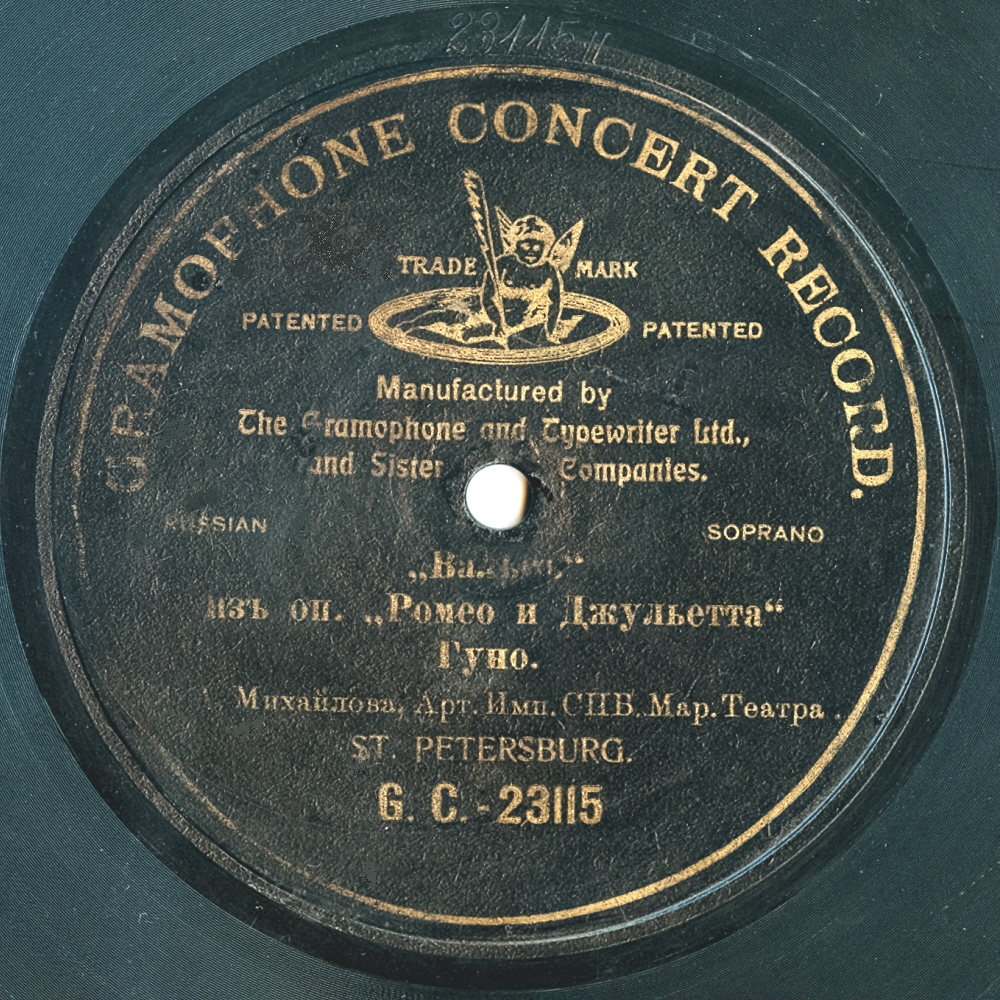 23115
GRAMOPHONE CONCERT RECORD.
TRADE MARK
PATENTED PATENTED
Manufactured by
The Gramophone and Typewriter Ltd.,
and Sister Companies.
RUSSIAN SOPRANO
изъ оп. „Ромео и Джульетта“
Гуно.
Михайлова, Арт. Имп. СПБ. Мар. Театра.
ST. PETERSBURG.
G. C. - 23115